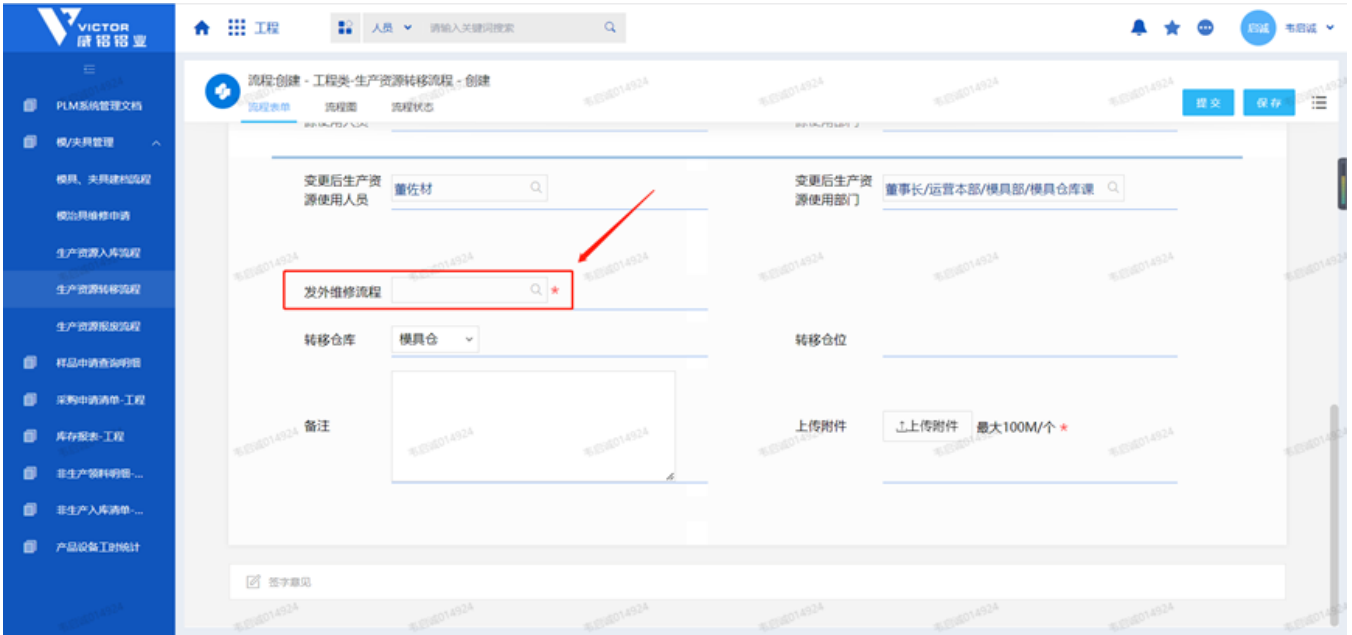 VICTOR
威铝铝业
工程
人员
请输入关键词搜索
启诚
韦启诚
流程:创建 - 工程类-生产资源转移流程 - 创建
流程表单
流程图
流程状态
提交
保存
PLM系统管理文档
模/夹具管理
模具、夹具建档流程
模治具维修申请
生产资源入库流程
生产资源转移流程
生产资源报废流程
样品申请查询明细
采购申请清单-工程
库存报表-工程
非生产领料明细-...
非生产入库清单-...
产品设备工时统计
变更后生产资
源使用人员
董佐材
变更后生产资
源使用部门
董事长/运营本部/模具部/模具仓库课
发外维修流程
*
转移仓库
模具仓
转移仓位
备注
上传附件
上传附件
最大100M/个 *
签字意见
韦启诚014924